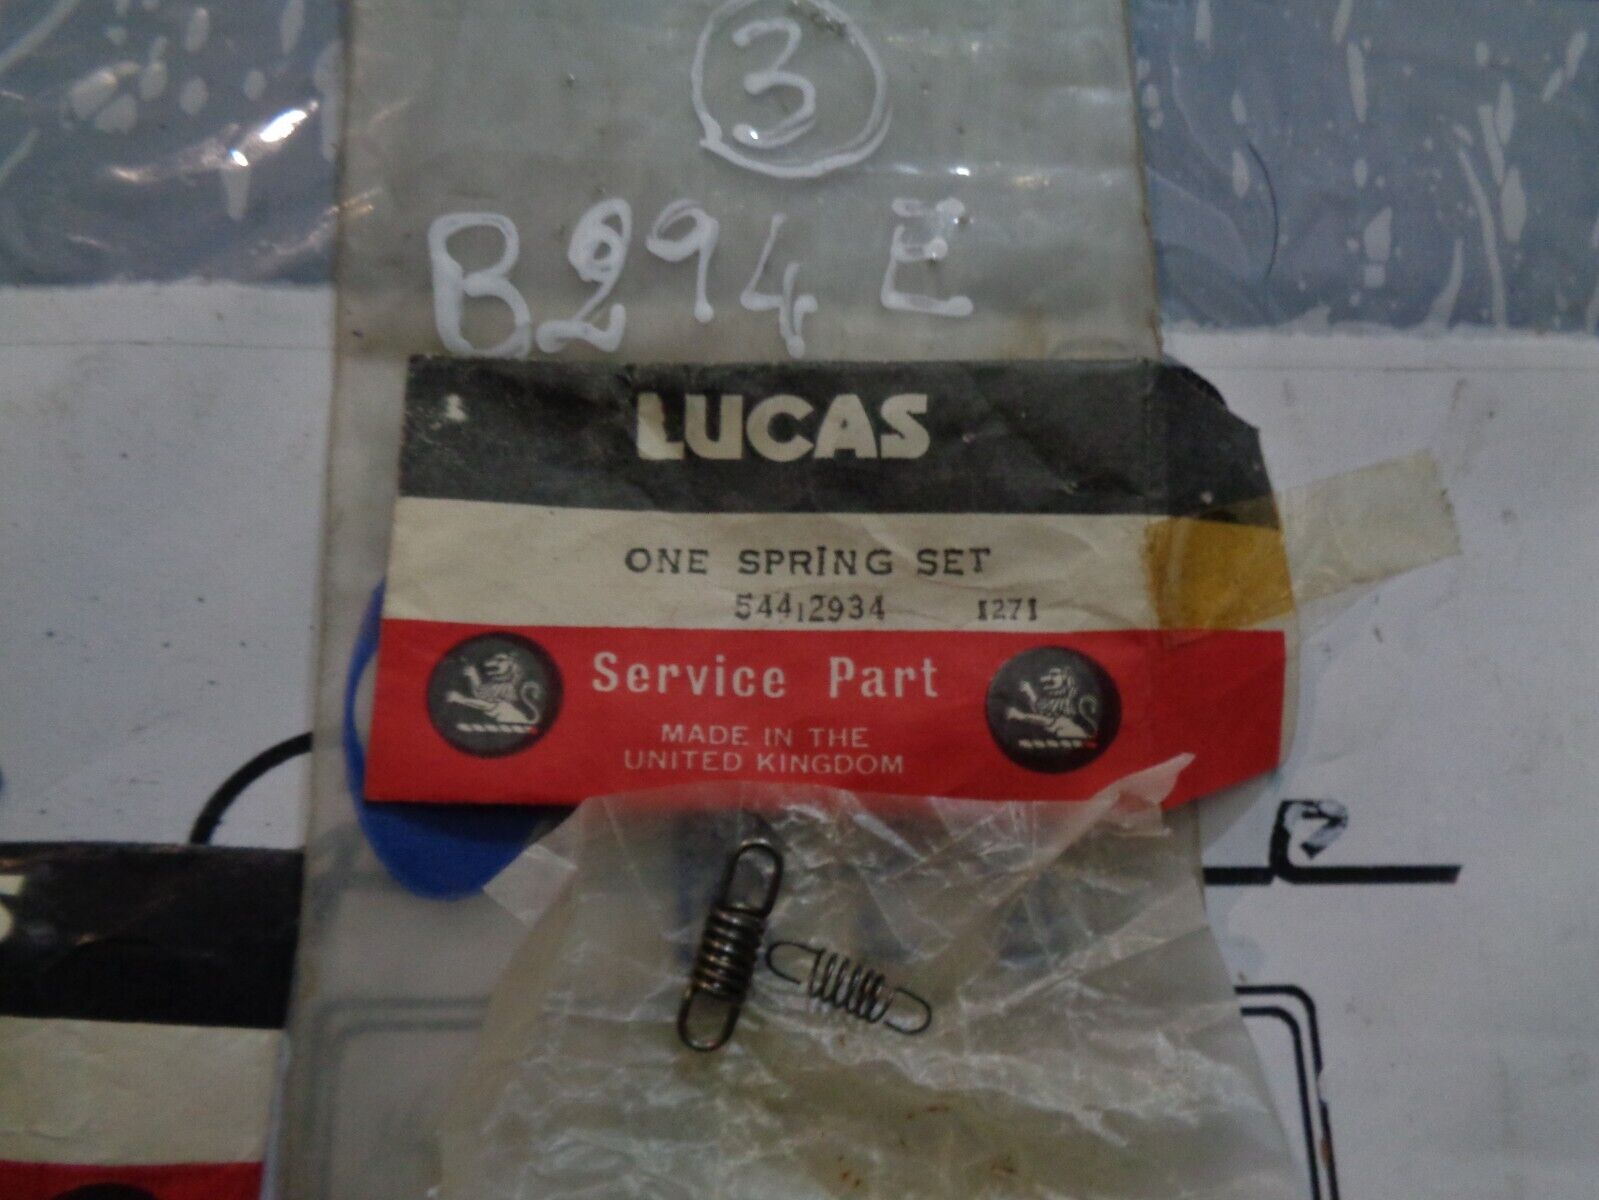 3
B294E
LUCAS
ONE SPRING SET
54412934 1271
Service Part
MADE IN THE
UNITED KINGDOM